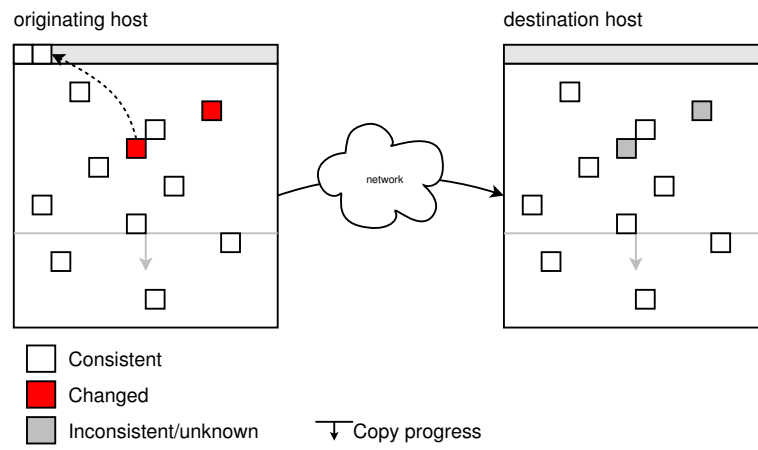 originating host
destination host
network
Consistent
Changed
Inconsistent/unknown
Copy progress